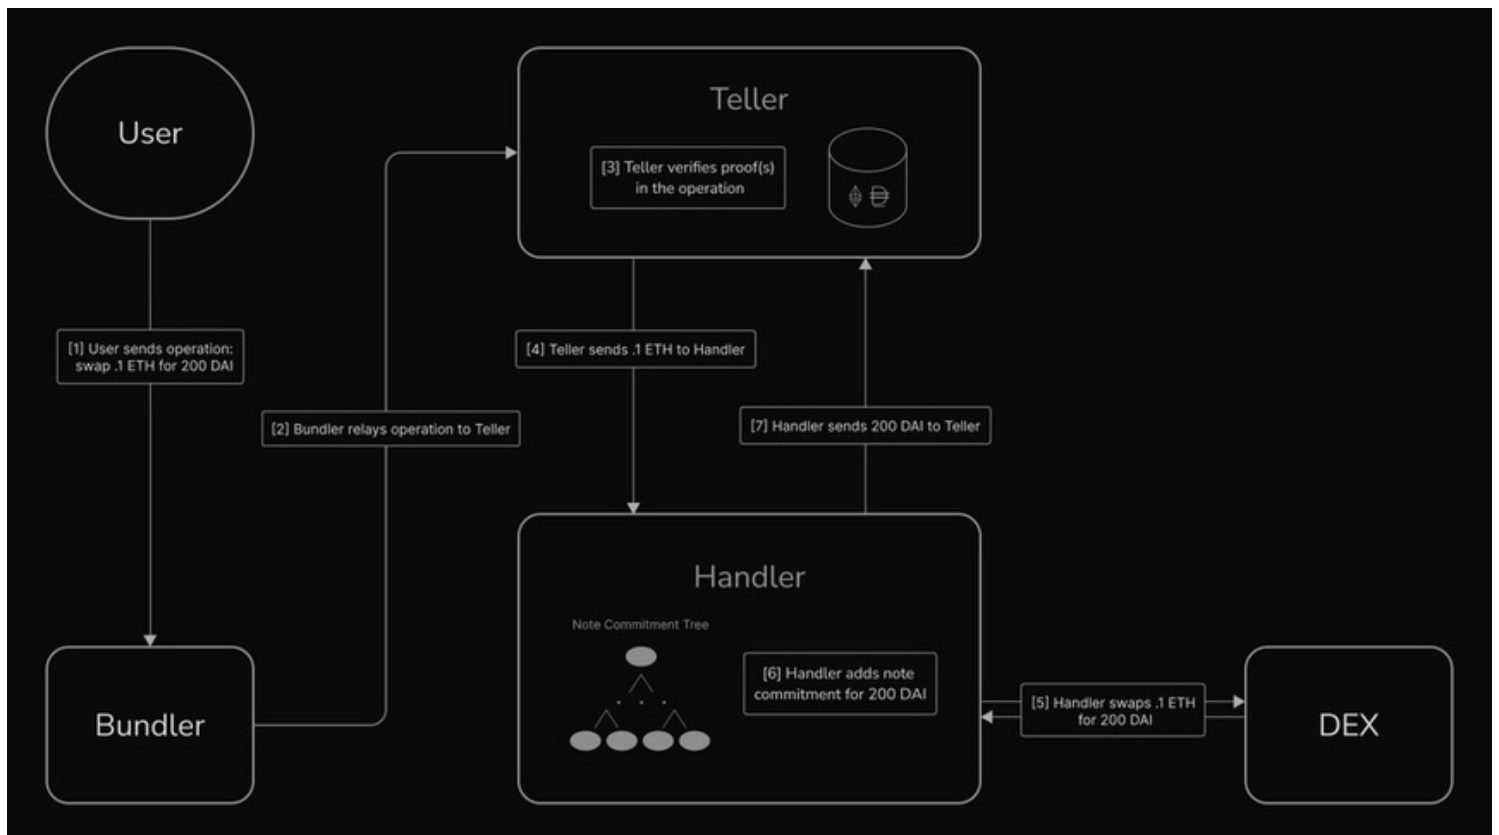 User
Teller
[3] Teller verifies proof(s)
in the operation
[1] User sends operation:
swap .1 ETH for 200 DAI
[4] Teller sends .1 ETH to Handler
[2] Bundler relays operation to Teller
[7] Handler sends 200 DAI to Teller
Handler
Note Commitment Tree
[6] Handler adds note
commitment for 200 DAI
[5] Handler swaps .1 ETH
for 200 DAI
Bundler
DEX